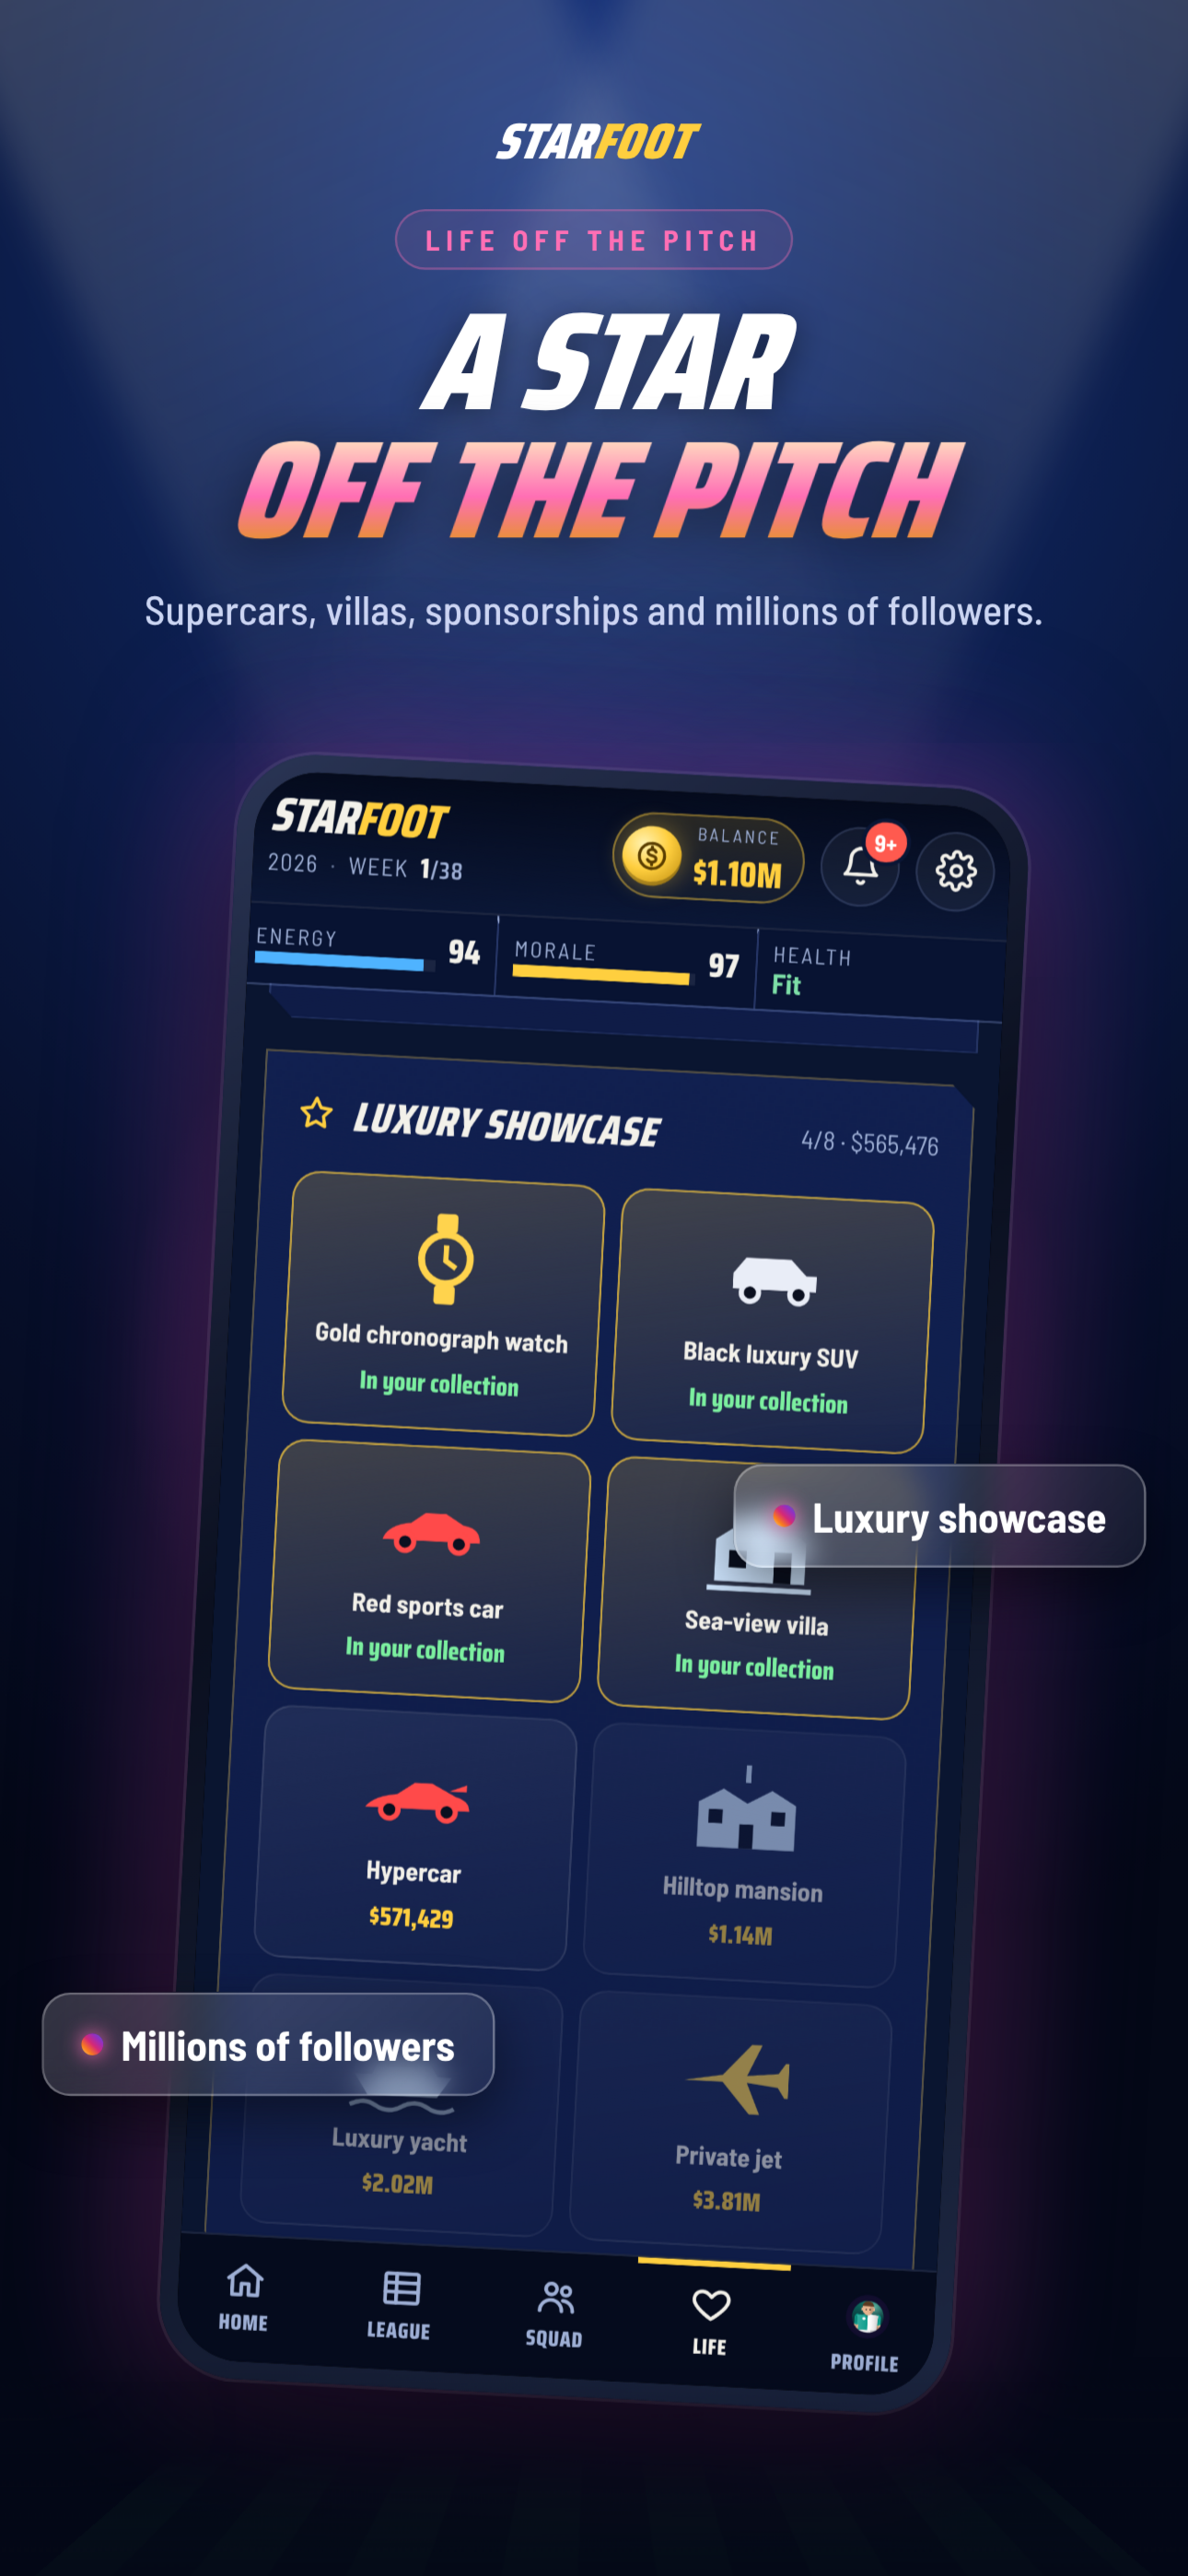 STARFOOT
LIFE OFF THE PITCH
A STAR
OFF THE PITCH
Supercars, villas, sponsorships and millions of followers.
STARFOOT
2026 · WEEK 1/38
BALANCE
$1.10M
9+
ENERGY
94
MORALE
97
HEALTH
Fit
LUXURY SHOWCASE
4/8 · $565,476
Gold chronograph watch
In your collection
Black luxury SUV
In your collection
Luxury showcase
Red sports car
In your collection
Sea-view villa
In your collection
Hypercar
$571,429
Hilltop mansion
$1.14M
Millions of followers
Luxury yacht
$2.02M
Private jet
$3.81M
HOME
LEAGUE
SQUAD
LIFE
PROFILE